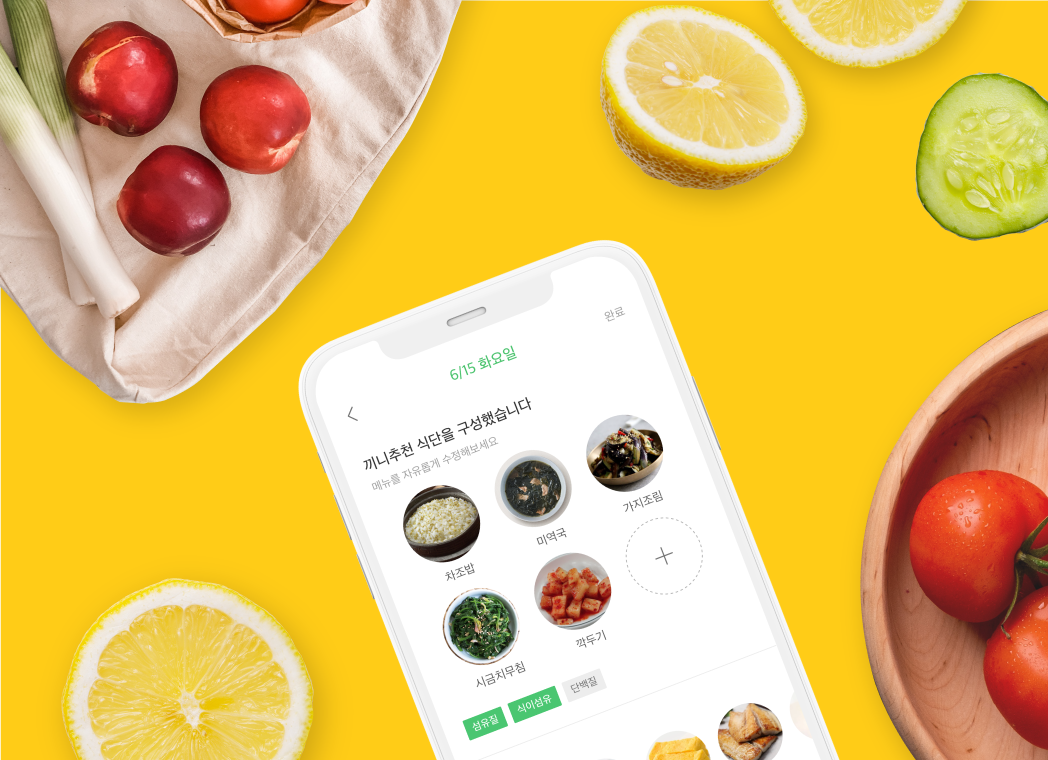 완료
6/15 화요일
끼니추천 식단을 구성했습니다
메뉴를 자유롭게 수정해보세요
차조밥
미역국
가지조림
시금치무침
깍두기
섬유질
식이섬유
단백질